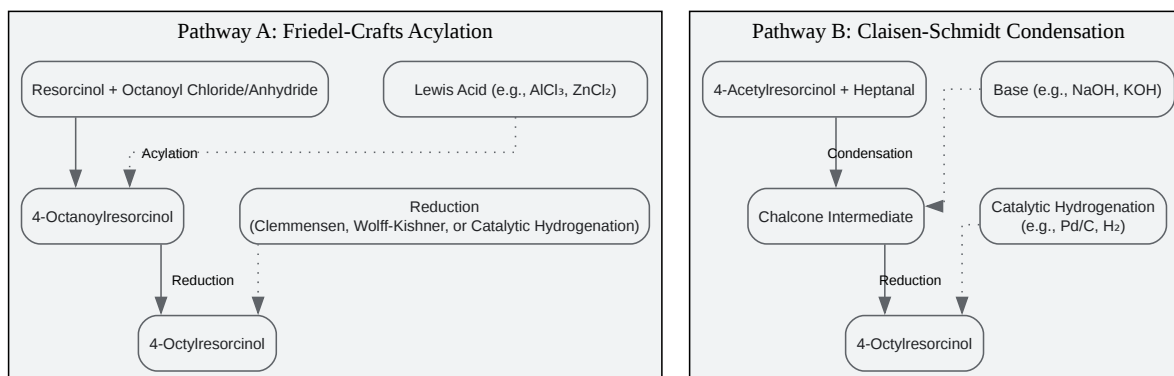 Pathway A: Friedel-Crafts Acylation
Resorcinol + Octanoyl Chloride/Anhydride
Lewis Acid (e.g., AlCl₃, ZnCl₂)
Acylation
4-Octanoylresorcinol
Reduction
(Clemmensen, Wolff-Kishner, or Catalytic Hydrogenation)
Reduction
4-Octylresorcinol
Pathway B: Claisen-Schmidt Condensation
4-Acetylresorcinol + Heptanal
Base (e.g., NaOH, KOH)
Condensation
Chalcone Intermediate
Catalytic Hydrogenation
(e.g., Pd/C, H₂)
Reduction
4-Octylresorcinol